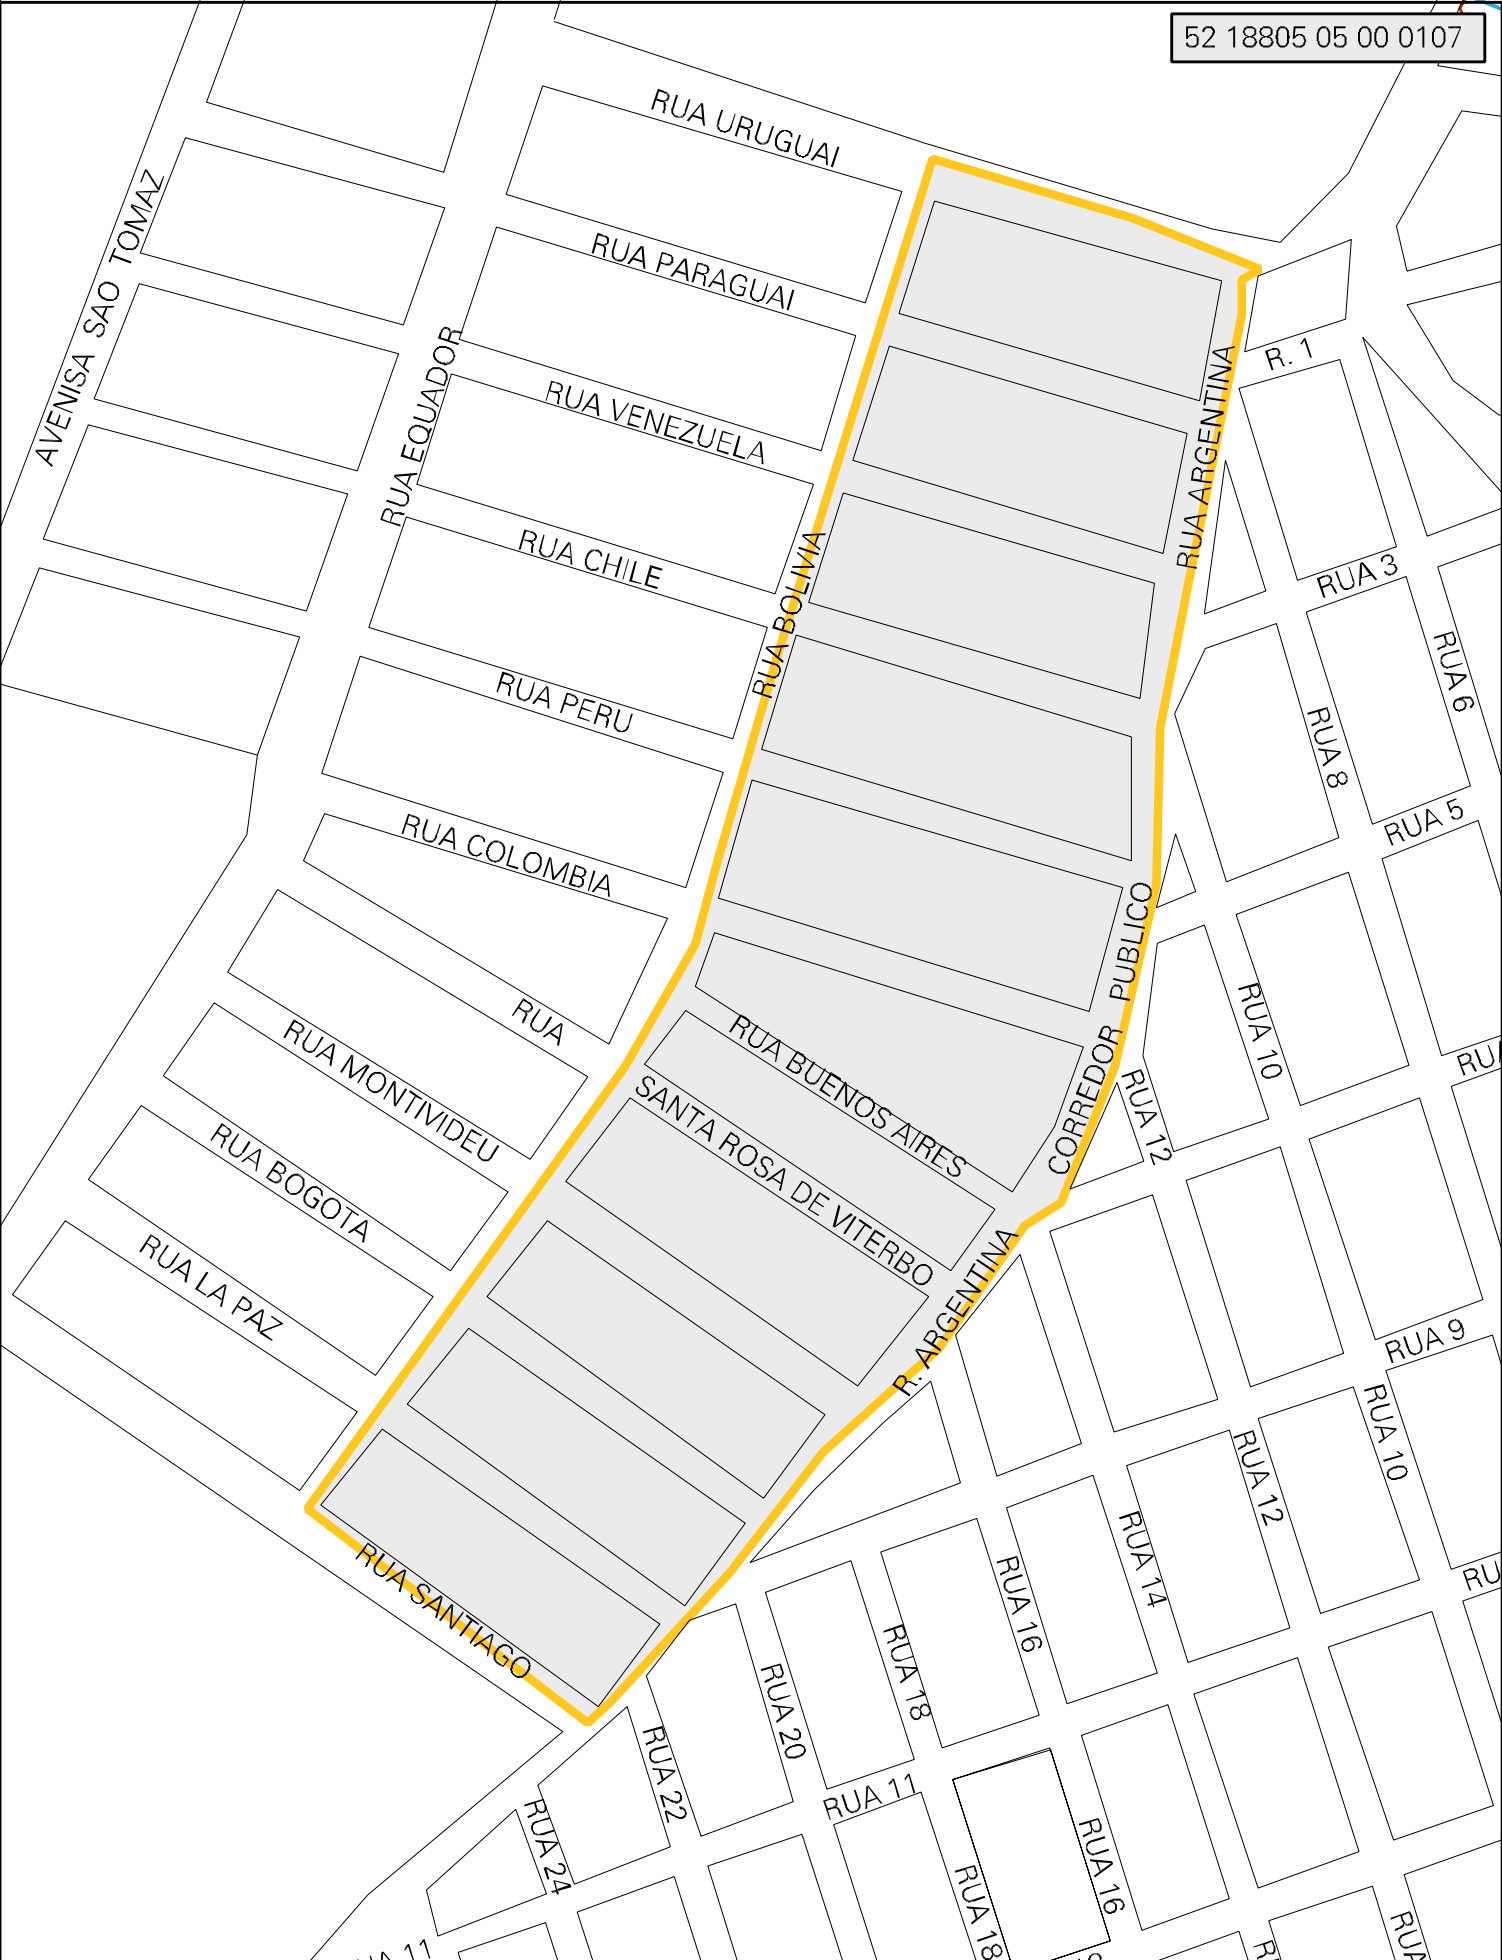 52 18805 05 00 0107
RUA URUGUAI
AVENISA SAO TOMAZ
RUA PARAGUAI
RUA EQUADOR
RUA VENEZUELA
RUA ARGENTINA
R. 1
RUA CHILE
RUA BOLIVIA
RUA 3
RUA 6
RUA PERU
RUA 8
RUA COLOMBIA
RUA 5
CORREDOR PUBLICO
RUA
RUA 10
RUA BUENOS AIRES
RUA MONTIVIDEU
SANTA ROSA DE VITERBO
RUA 12
RUA BOGOTA
RUA LA PAZ
R. ARGENTINA
RUA 9
RUA 10
RUA 12
RUA 14
RUA SANTIAGO
RUA 16
RUA 18
RUA 20
RUA 22
RUA 11
RUA 24
RUA 16
RUA 18